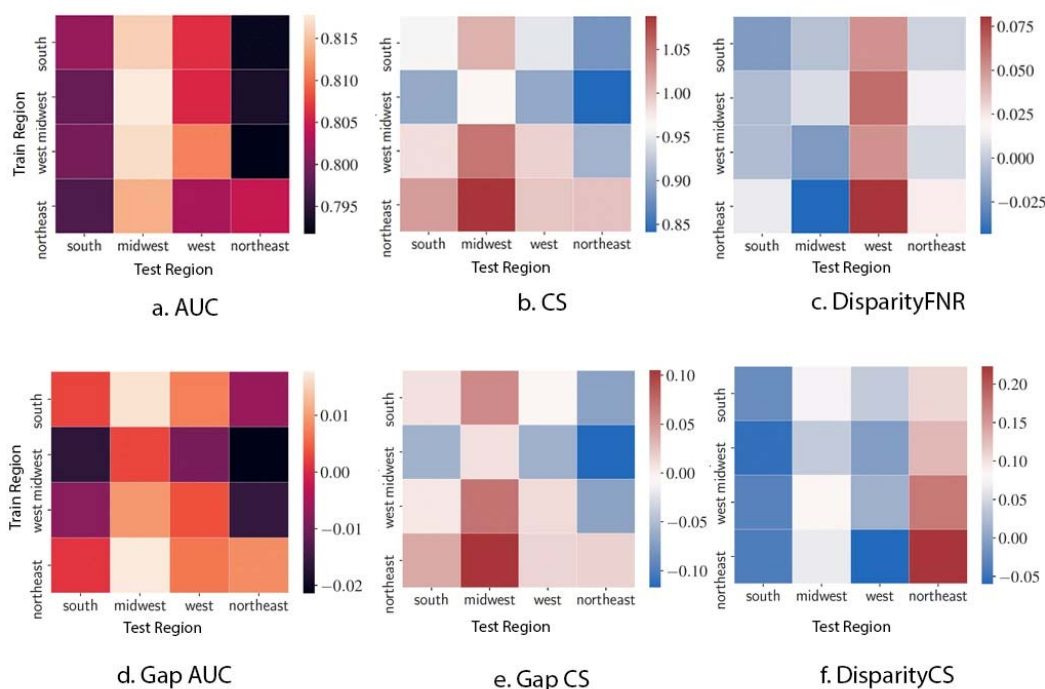 0.815
0.810
0.805
0.800
0.795
Train Region
south
west midwest
northeast
south midwest west northeast
Test Region
a. AUC
1.05
1.00
0.95
0.90
0.85
south
west midwest
northeast
south midwest west northeast
Test Region
b. CS
0.075
0.050
0.025
0.000
−0.025
south
west midwest
northeast
south midwest west northeast
Test Region
c. DisparityFNR
0.01
0.00
−0.01
−0.02
Train Region
south
west midwest
northeast
south midwest west northeast
Test Region
d. Gap AUC
0.10
0.05
0.00
−0.05
−0.10
south
west midwest
northeast
south midwest west northeast
Test Region
e. Gap CS
0.20
0.15
0.10
0.05
0.00
−0.05
south
west midwest
northeast
south midwest west northeast
Test Region
f. DisparityCS